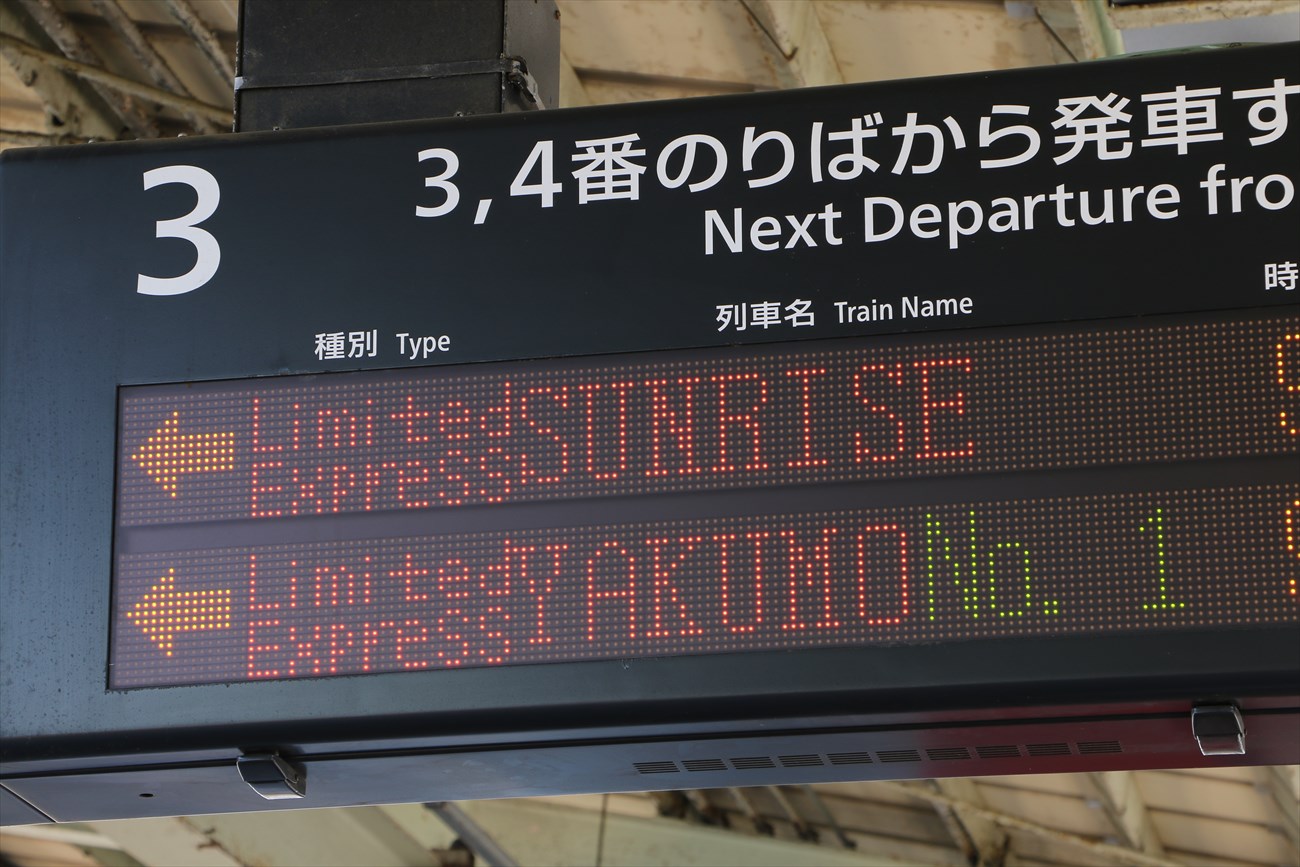 3
3,4番のりばから発車す
Next Departure fro
種別 Type
列車名 Train Name
時
Limited Express SUNRISE
Limited Express YAKUMO No. 1